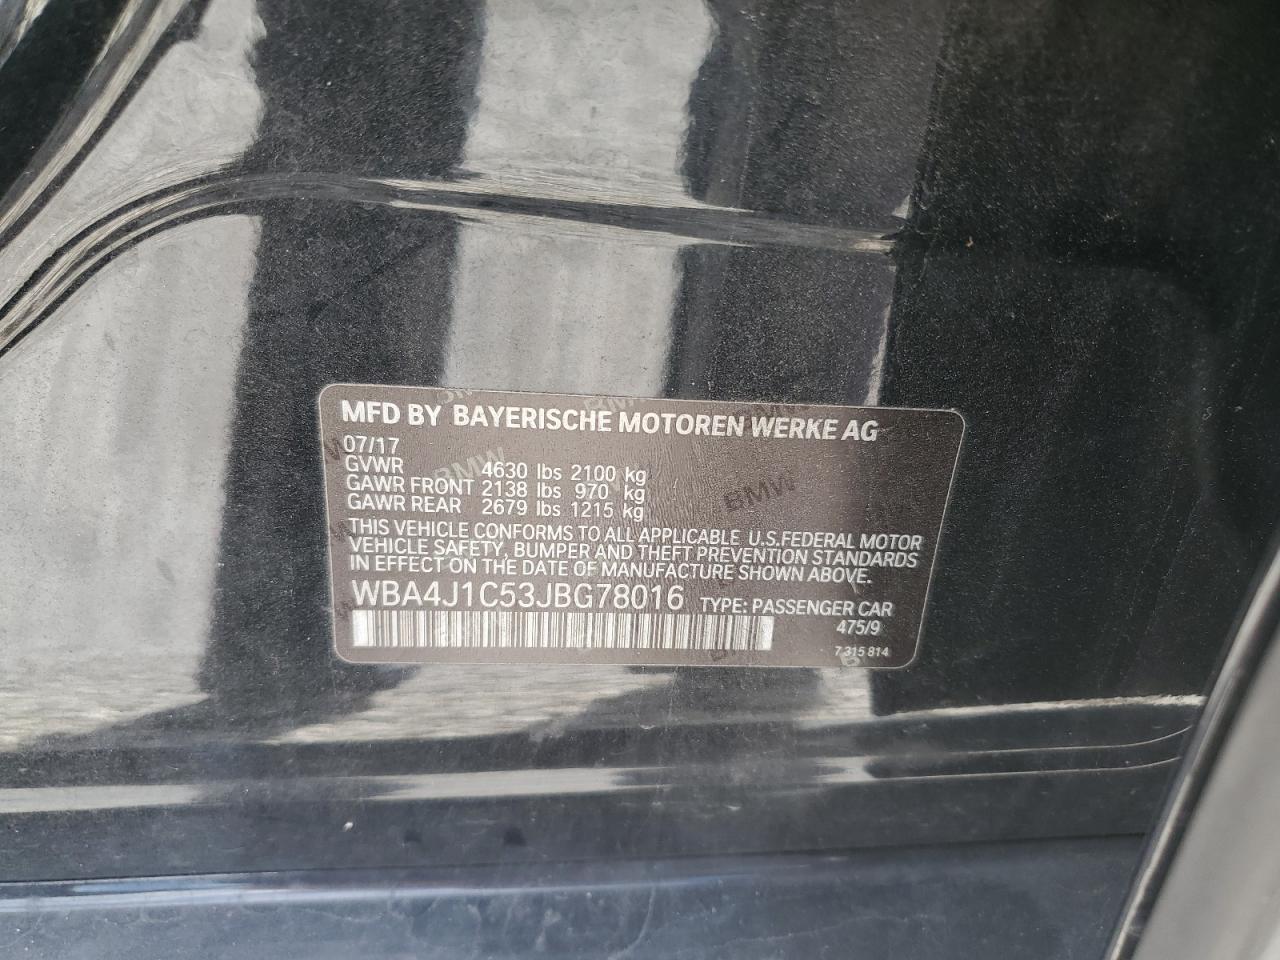 MFD BY BAYERISCHE MOTOREN WERKE AG
07/17
GVWR 4630 lbs 2100 kg
GAWR FRONT 2138 lbs 970 kg
GAWR REAR 2679 lbs 1215 kg
THIS VEHICLE CONFORMS TO ALL APPLICABLE U.S.FEDERAL MOTOR
VEHICLE SAFETY, BUMPER AND THEFT PREVENTION STANDARDS
IN EFFECT ON THE DATE OF MANUFACTURE SHOWN ABOVE.
WBA4J1C53JBG78016 TYPE: PASSENGER CAR
475/9
7 315 814
BMW
BMW